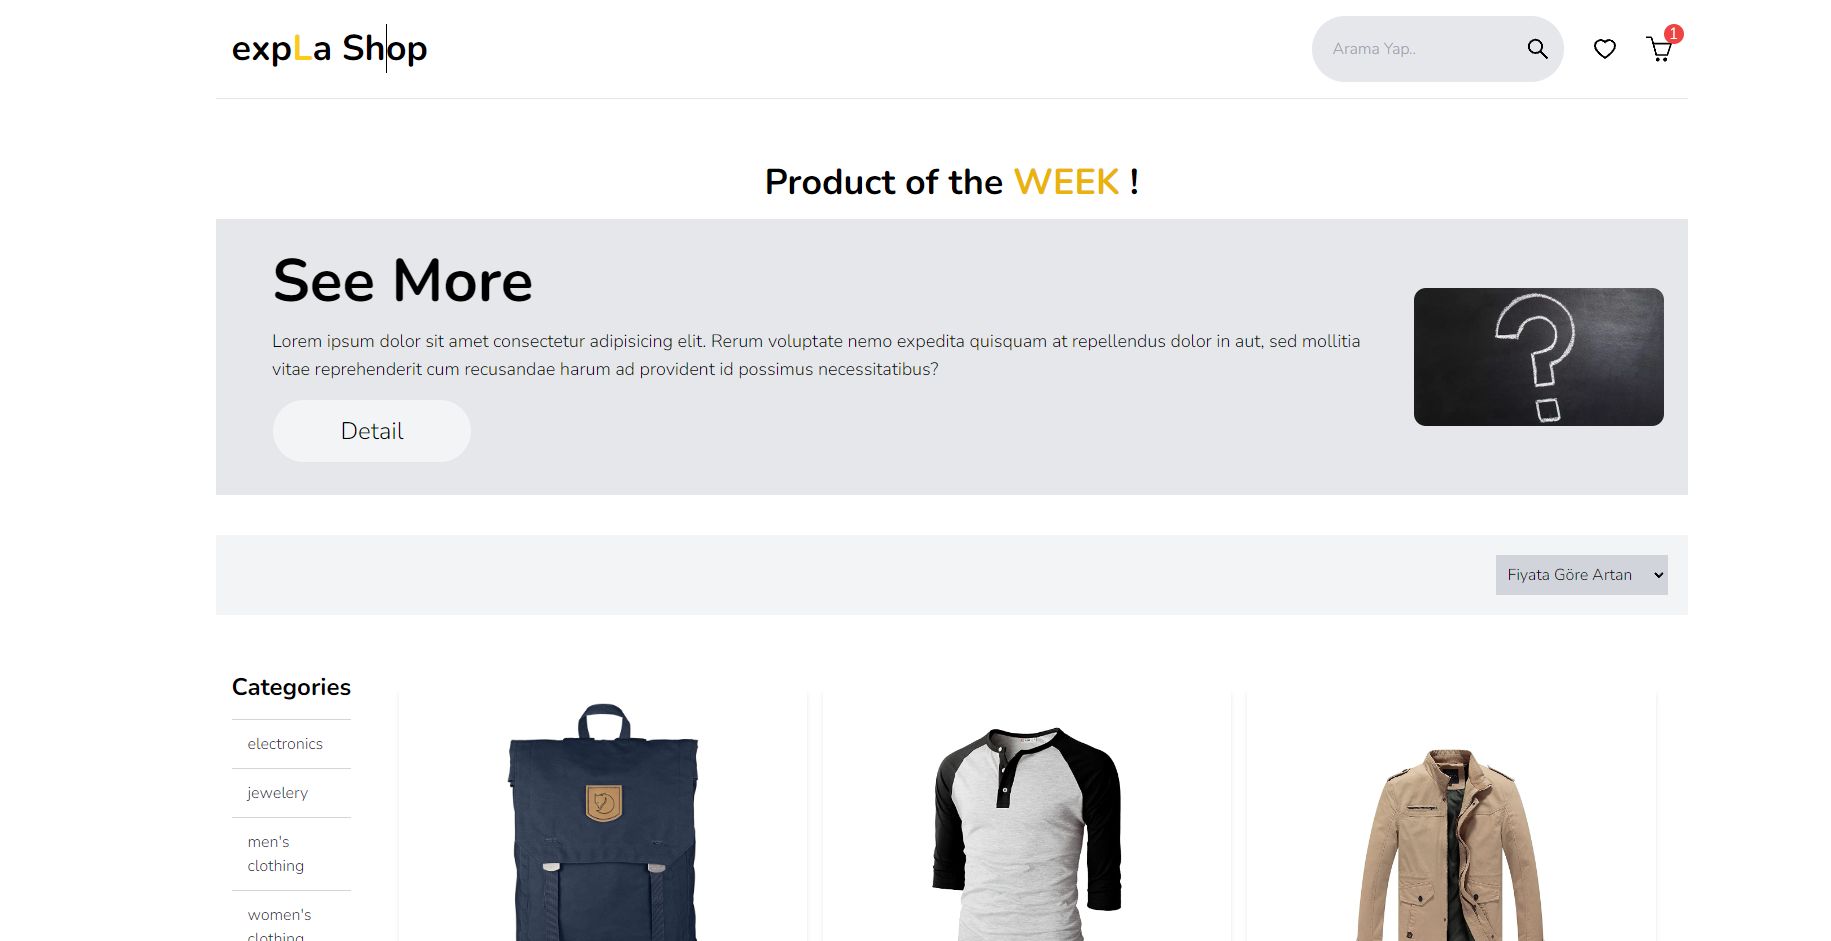 expLa Shop
Arama Yap..
1
Product of the WEEK !
See More
Lorem ipsum dolor sit amet consectetur adipisicing elit. Rerum voluptate nemo expedita quisquam at repellendus dolor in aut, sed mollitia
vitae reprehenderit cum recusandae harum ad provident id possimus necessitatibus?
Detail
Fiyata Göre Artan
Categories
electronics
jewelery
men's
clothing
women's
clothing